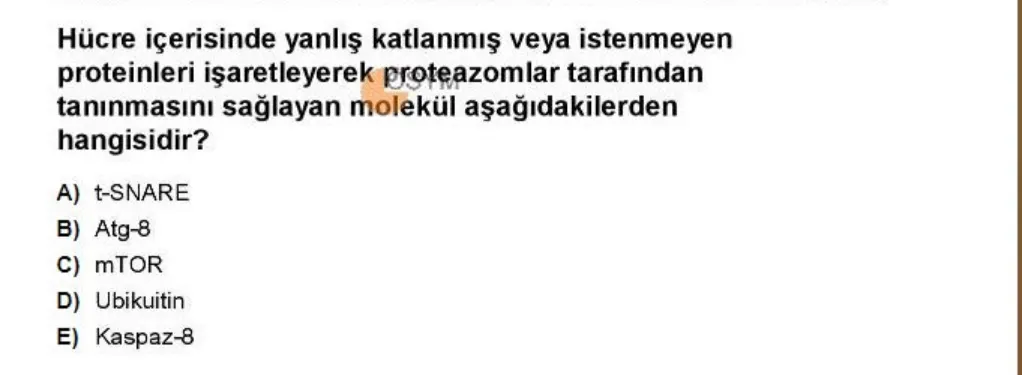 Hücre içerisinde yanlış katlanmış veya istenmeyen
proteinleri işaretleyerek proteazomlar tarafından
tanınmasını sağlayan molekül aşağıdakilerden
hangisidir?
A) t-SNARE
B) Atg-8
C) mTOR
D) Ubikuitin
E) Kaspaz-8